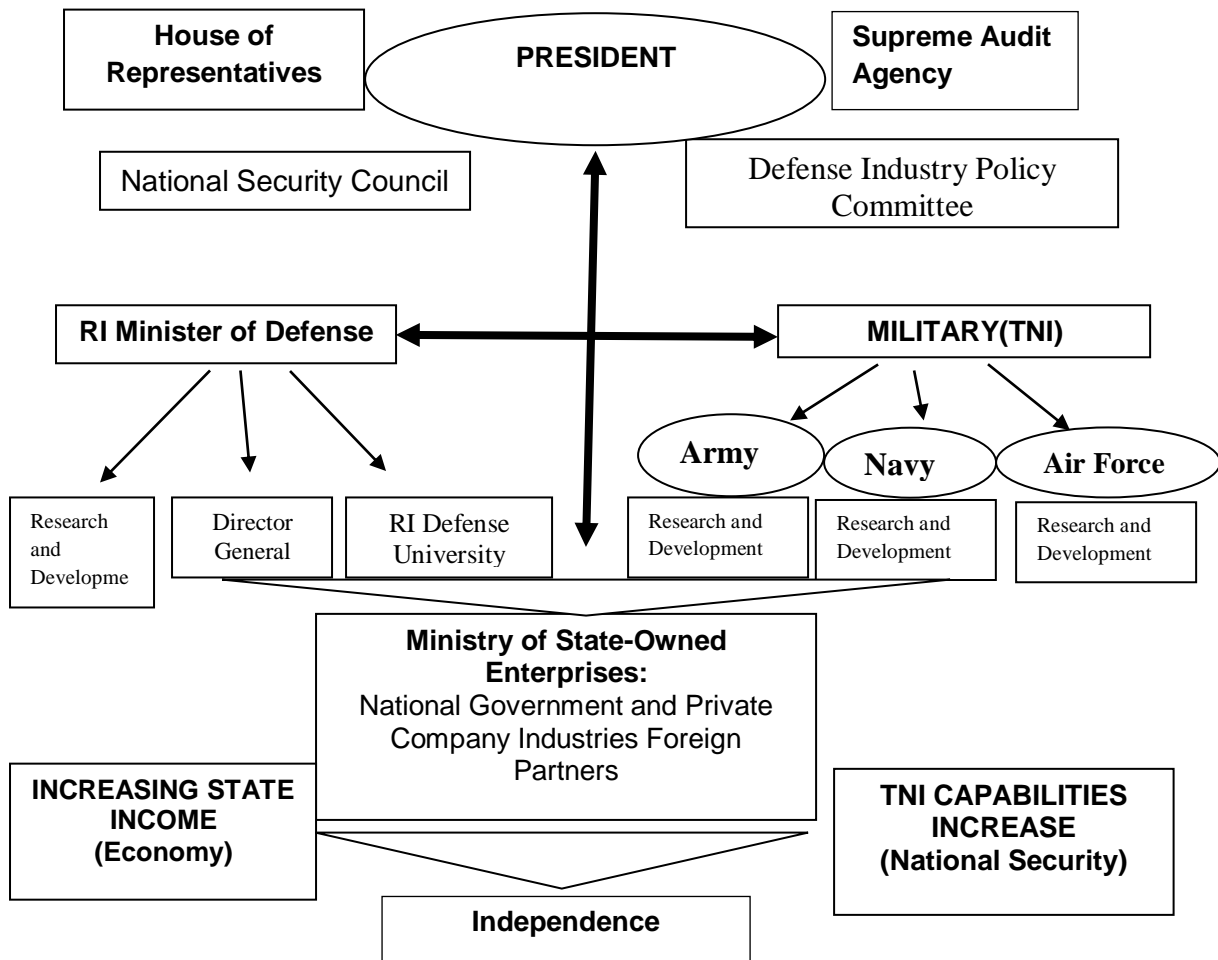 House of
Representatives
PRESIDENT
Supreme Audit
Agency
National Security Council
Defense Industry Policy
Committee
RI Minister of Defense
MILITARY(TNI)
Army
Navy
Air Force
Research
and
Developme
Director
General
RI Defense
University
Research and
Development
Research and
Development
Research and
Development
Ministry of State-Owned
Enterprises:
National Government and Private
Company Industries Foreign
Partners
INCREASING STATE
INCOME
(Economy)
TNI CAPABILITIES
INCREASE
(National Security)
Independence